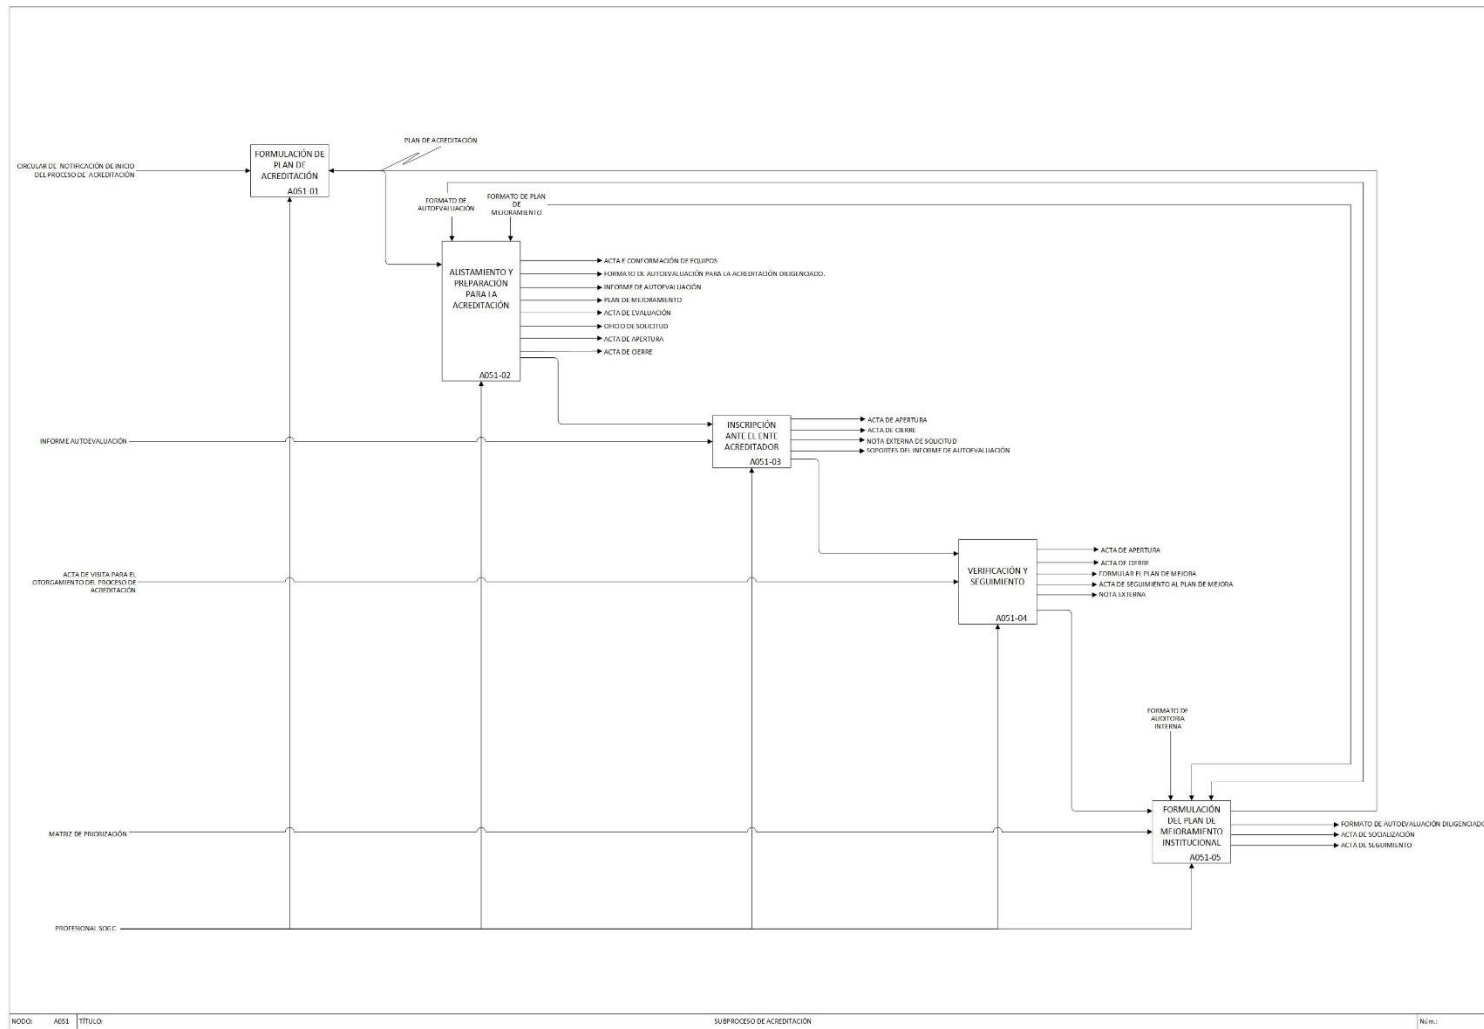 PLAN DE ACREDITACIÓN
FORMULACIÓN DE
PLAN DE
ACREDITACIÓN
A051 01
CIRCULAR DE NOTIFICACIÓN DE INICIO
DEL PROCESO DE ACREDITACIÓN
FORMATO DE
AUTOEVALUACIÓN
FORMATO DE PLAN
DE
MEJORAMIENTO
ALISTAMIENTO Y
PREPARACIÓN
PARA LA
ACREDITACIÓN
A051-02
ACTA E CONFORMACIÓN DE EQUIPOS
FORMATO DE AUTOEVALUACIÓN PARA LA ACREDITACIÓN DILIGENCIADO.
INFORME DE AUTOEVALUACIÓN
PLAN DE MEJORAMIENTO
ACTA DE EVALUACIÓN
OFICIO DE SOLICITUD
ACTA DE APERTURA
ACTA DE CIERRE
INFORME AUTOEVALUACIÓN
INSCRIPCIÓN
ANTE EL ENTE
ACREDITADOR
A051-03
ACTA DE APERTURA
ACTA DE CIERRE
NOTA EXTERNA DE SOLICITUD
SOPORTES DEL INFORME DE AUTOEVALUACIÓN
ACTA DE VISITA PARA EL
OTORGAMIENTO DEL PROCESO DE
ACREDITACIÓN
VERIFICACIÓN Y
SEGUIMIENTO
A051-04
ACTA DE APERTURA
ACTA DE CIERRE
FORMULAR EL PLAN DE MEJORA
ACTA DE SEGUIMIENTO AL PLAN DE MEJORA
NOTA EXTERNA
FORMATO DE
AUDITORIA
INTERNA
MATRIZ DE PRIORIZACIÓN
FORMULACIÓN
DEL PLAN DE
MEJORAMIENTO
INSTITUCIONAL
A051-05
FORMATO DE AUTOEVALUACIÓN DILIGENCIADO
ACTA DE SOCIALIZACIÓN
ACTA DE SEGUIMIENTO
PROFESIONAL SOGC
NODO: A051 TÍTULO: SUBPROCESO DE ACREDITACIÓN Núm.: